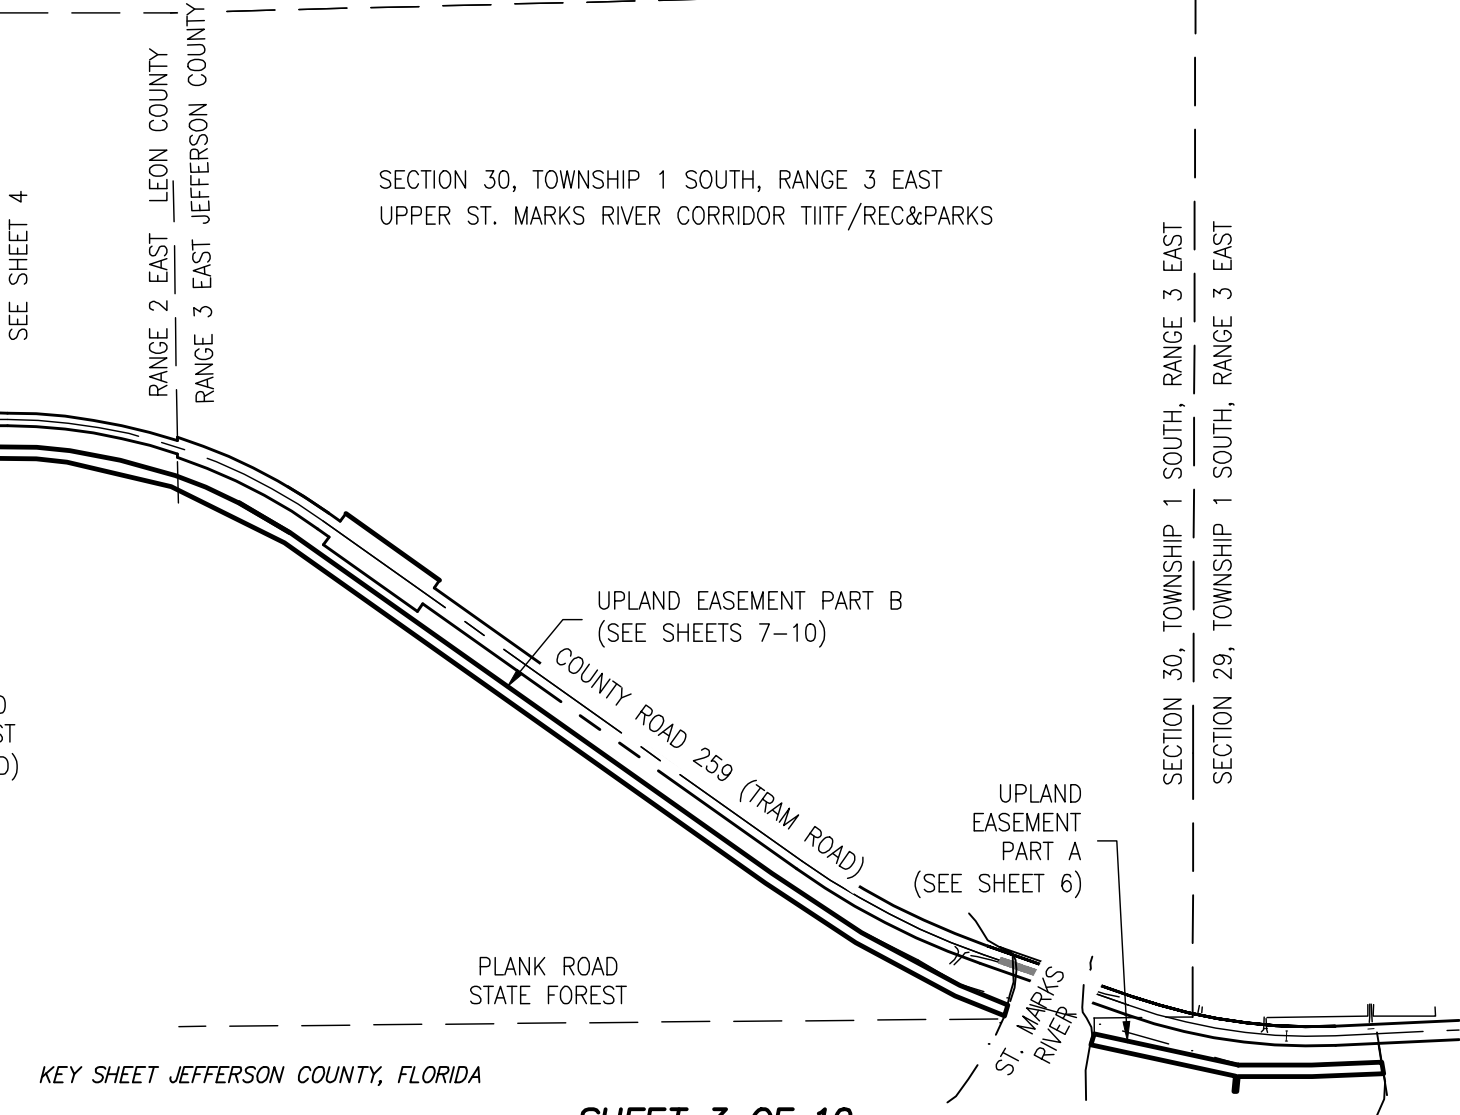 SEE SHEET 4
RANGE 2 EAST LEON COUNTY
RANGE 3 EAST JEFFERSON COUNTY
SECTION 30, TOWNSHIP 1 SOUTH, RANGE 3 EAST
UPPER ST. MARKS RIVER CORRIDOR TIITF/REC&PARKS
SECTION 30, TOWNSHIP 1 SOUTH, RANGE 3 EAST
SECTION 29, TOWNSHIP 1 SOUTH, RANGE 3 EAST
UPLAND EASEMENT PART B
(SEE SHEETS 7-10)
COUNTY ROAD 259 (TRAM ROAD)
UPLAND
EASEMENT
PART A
(SEE SHEET 6)
PLANK ROAD
STATE FOREST
ST. MARKS
RIVER
KEY SHEET JEFFERSON COUNTY, FLORIDA
SHEET 3 OF